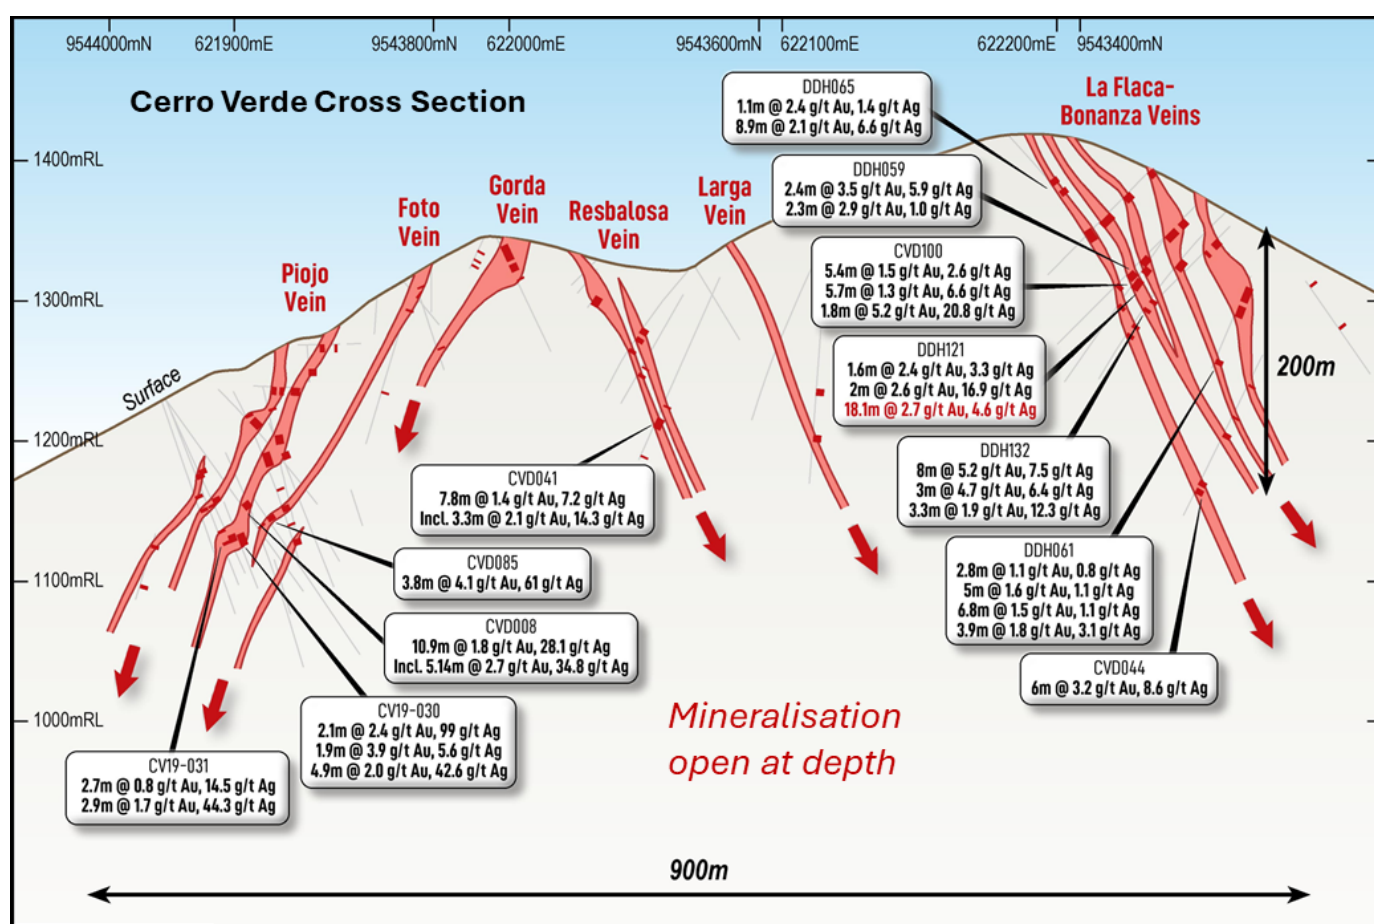 9544000mN
621900mE
9543800mN
622000mE
9543600mN
622100mE
622200mE
9543400mN
Cerro Verde Cross Section
DDH065
1.1m @ 2.4 g/t Au, 1.4 g/t Ag
8.9m @ 2.1 g/t Au, 6.6 g/t Ag
La Flaca-
Bonanza Veins
1400mRL
DDH059
2.4m @ 3.5 g/t Au, 5.9 g/t Ag
2.3m @ 2.9 g/t Au, 1.0 g/t Ag
Foto
Vein
Gorda
Vein
Resbalosa
Vein
Larga
Vein
Piojo
Vein
CVD100
5.4m @ 1.5 g/t Au, 2.6 g/t Ag
5.7m @ 1.3 g/t Au, 6.6 g/t Ag
1.8m @ 5.2 g/t Au, 20.8 g/t Ag
1300mRL
DDH121
1.6m @ 2.4 g/t Au, 3.3 g/t Ag
2m @ 2.6 g/t Au, 16.9 g/t Ag
18.1m @ 2.7 g/t Au, 4.6 g/t Ag
200m
Surface
1200mRL
DDH132
8m @ 5.2 g/t Au, 7.5 g/t Ag
3m @ 4.7 g/t Au, 6.4 g/t Ag
3.3m @ 1.9 g/t Au, 12.3 g/t Ag
CVD041
7.8m @ 1.4 g/t Au, 7.2 g/t Ag
Incl. 3.3m @ 2.1 g/t Au, 14.3 g/t Ag
DDH061
2.8m @ 1.1 g/t Au, 0.8 g/t Ag
5m @ 1.6 g/t Au, 1.1 g/t Ag
6.8m @ 1.5 g/t Au, 1.1 g/t Ag
3.9m @ 1.8 g/t Au, 3.1 g/t Ag
CVD085
3.8m @ 4.1 g/t Au, 61 g/t Ag
1100mRL
CVD008
10.9m @ 1.8 g/t Au, 28.1 g/t Ag
Incl. 5.14m @ 2.7 g/t Au, 34.8 g/t Ag
CVD044
6m @ 3.2 g/t Au, 8.6 g/t Ag
1000mRL
CV19-030
2.1m @ 2.4 g/t Au, 99 g/t Ag
1.9m @ 3.9 g/t Au, 5.6 g/t Ag
4.9m @ 2.0 g/t Au, 42.6 g/t Ag
Mineralisation
open at depth
CV19-031
2.7m @ 0.8 g/t Au, 14.5 g/t Ag
2.9m @ 1.7 g/t Au, 44.3 g/t Ag
900m